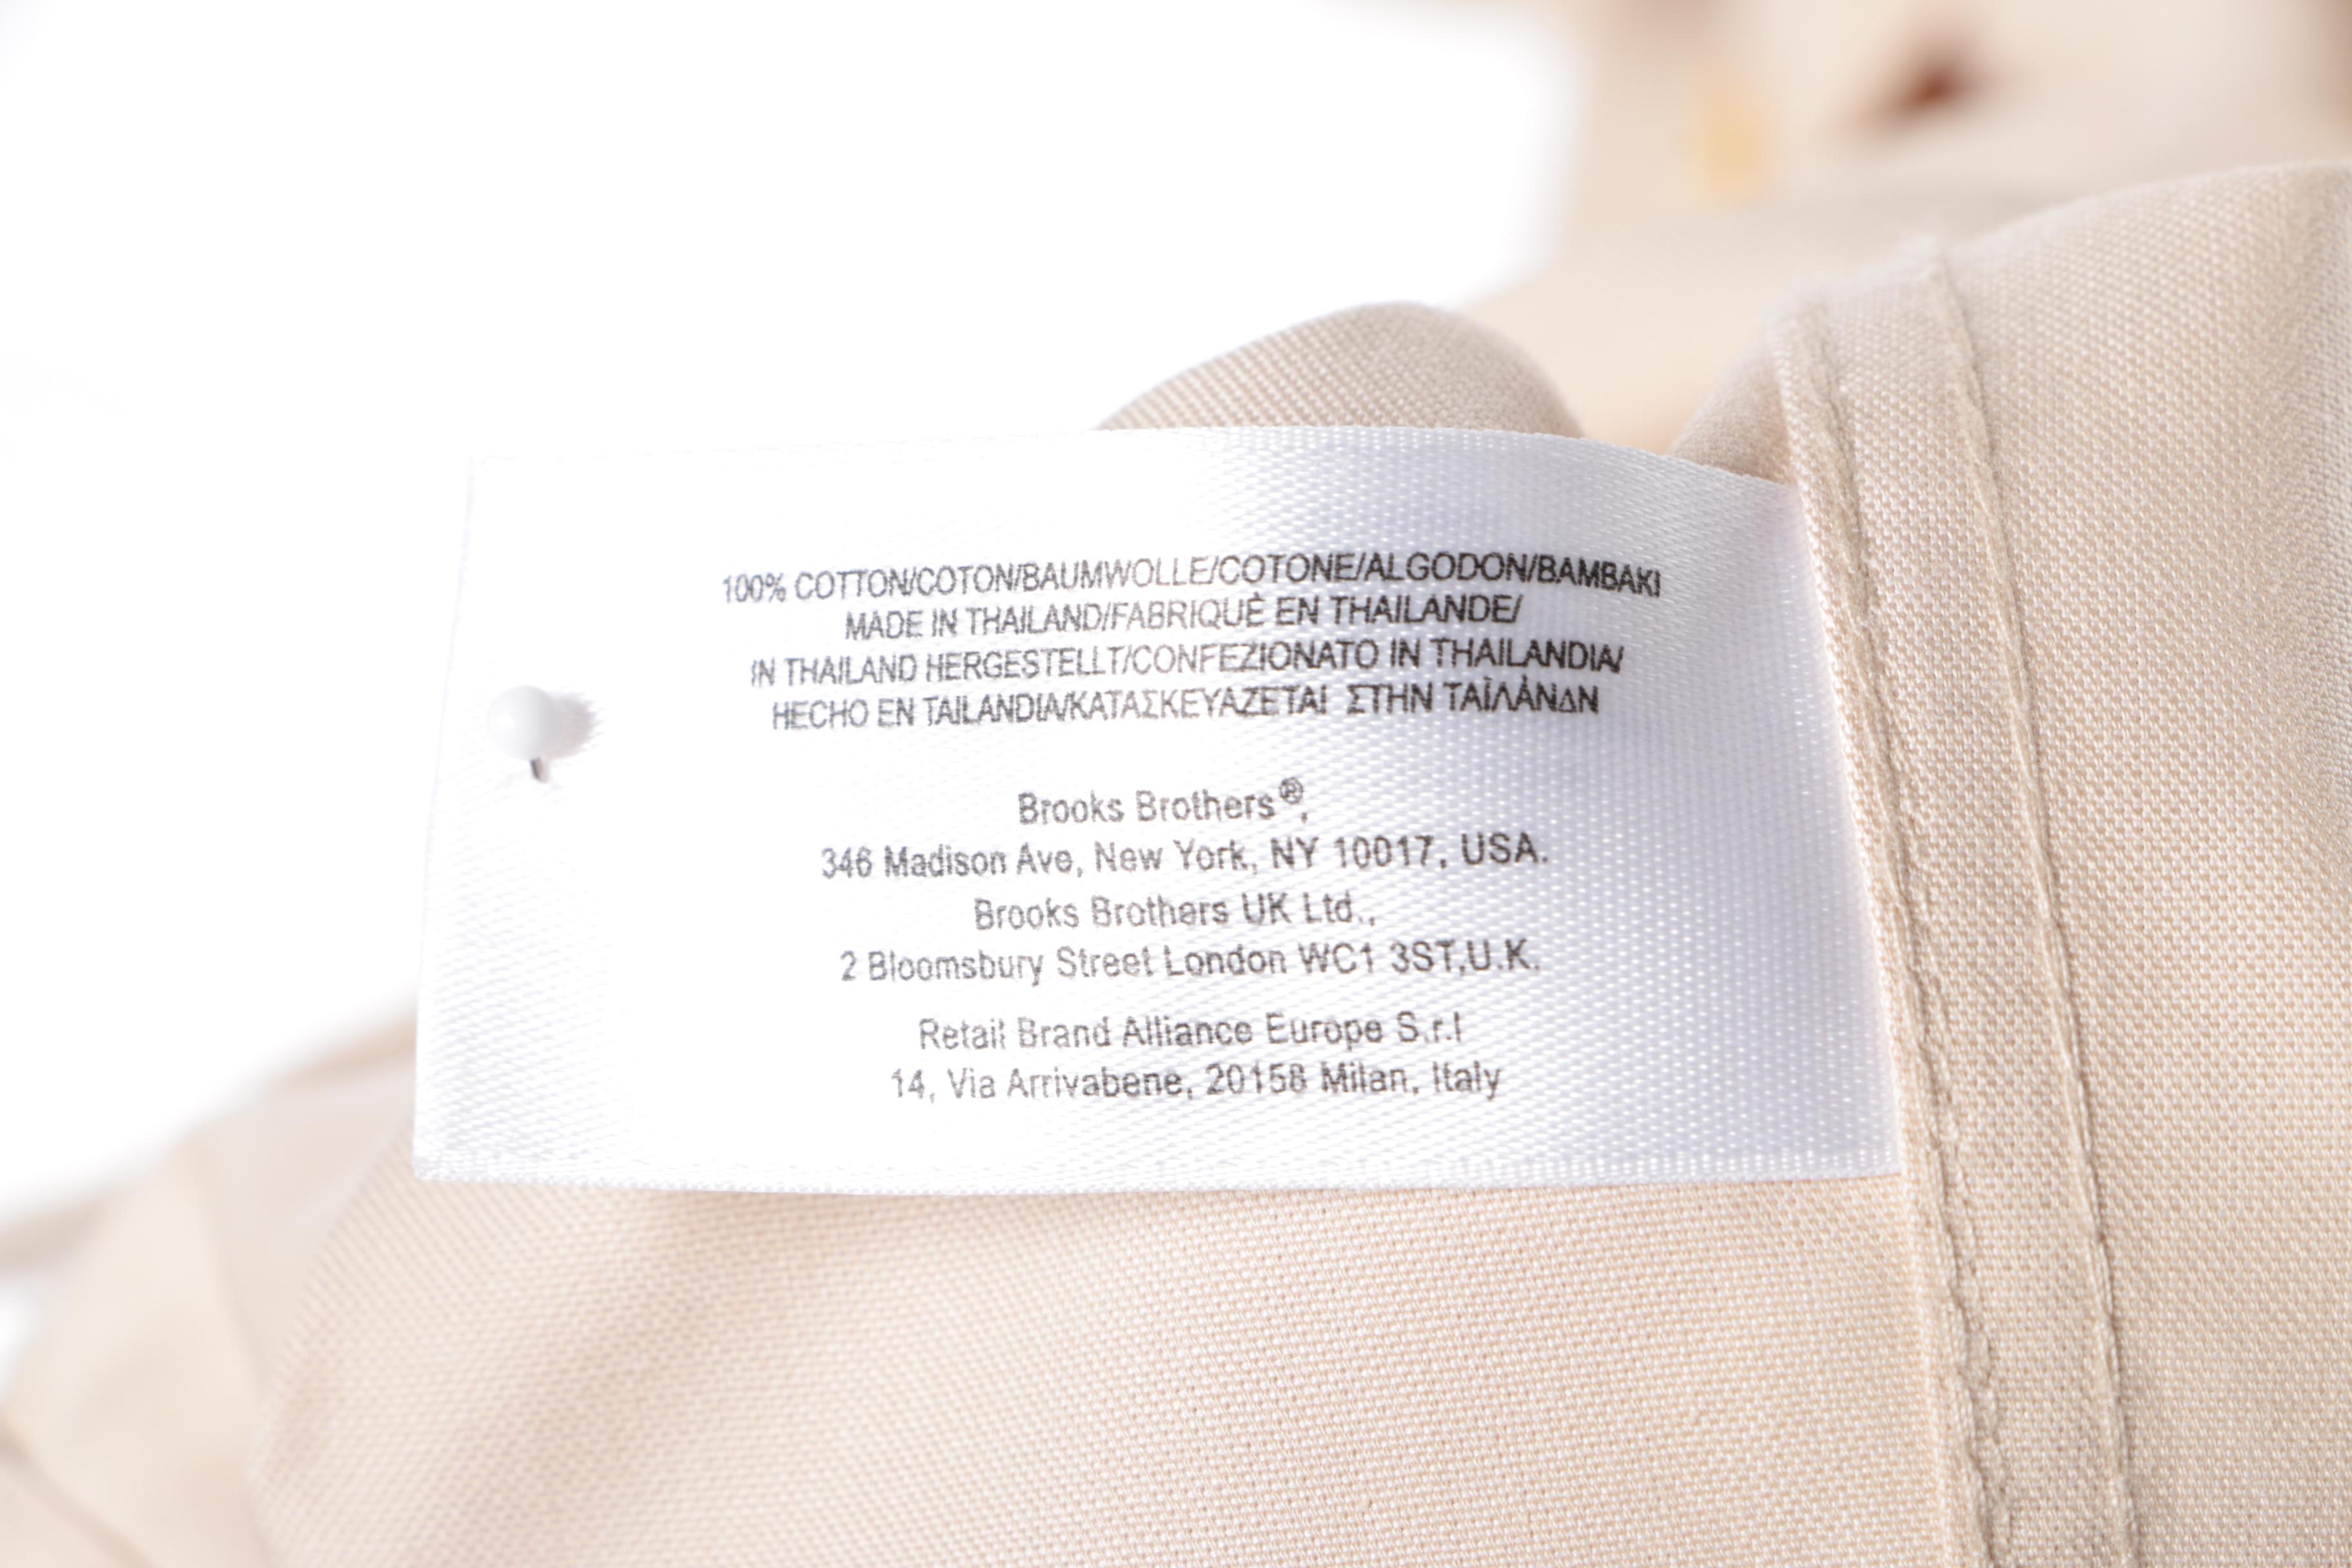 100% COTTON/COTON/BAUMWOLLE/COTONE/ALGODON/BAMBAKI
MADE IN THAILAND/FABRIQUÉ EN THAILANDE/
IN THAILAND HERGESTELLT/CONFEZIONATO IN THAILANDIA/
HECHO EN TAILANDIA/ΚΑΤΑΣΚΕΥΑΖΕΤΑΙ ΣΤΗΝ ΤΑΪΛΆΝΔΝ
Brooks Brothers®,
346 Madison Ave, New York, NY 10017, USA.
Brooks Brothers UK Ltd.,
2 Bloomsbury Street London WC1 3ST,U.K.
Retail Brand Alliance Europe S.r.l
14, Via Arrivabene, 20158 Milan, Italy